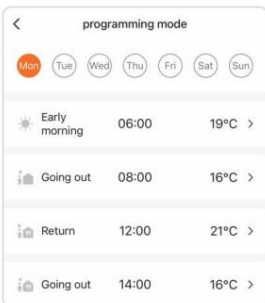 programming mode
Mon Tue Wed Thu Fri Sat Sun
Early morning 06:00 19°C
Going out 08:00 16°C
Return 12:00 21°C
Going out 14:00 16°C